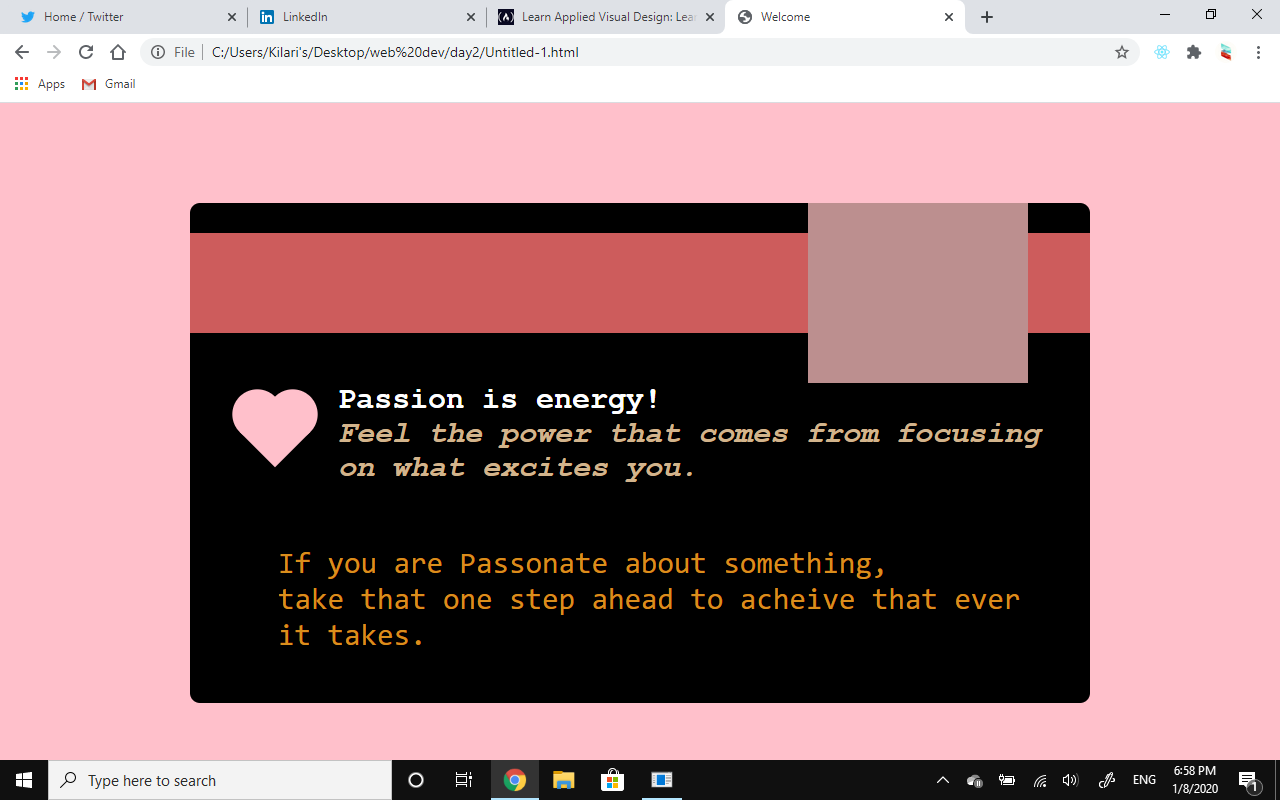 Home / Twitter
LinkedIn
Learn Applied Visual Design: Lea
Welcome
File
C:/Users/Kilari's/Desktop/web%20dev/day2/Untitled-1.html
Apps
Gmail
Passion is energy!
Feel the power that comes from focusing
on what excites you.
If you are Passonate about something,
take that one step ahead to acheive that ever
it takes.
Type here to search
ENG
6:58 PM
1/8/2020
1